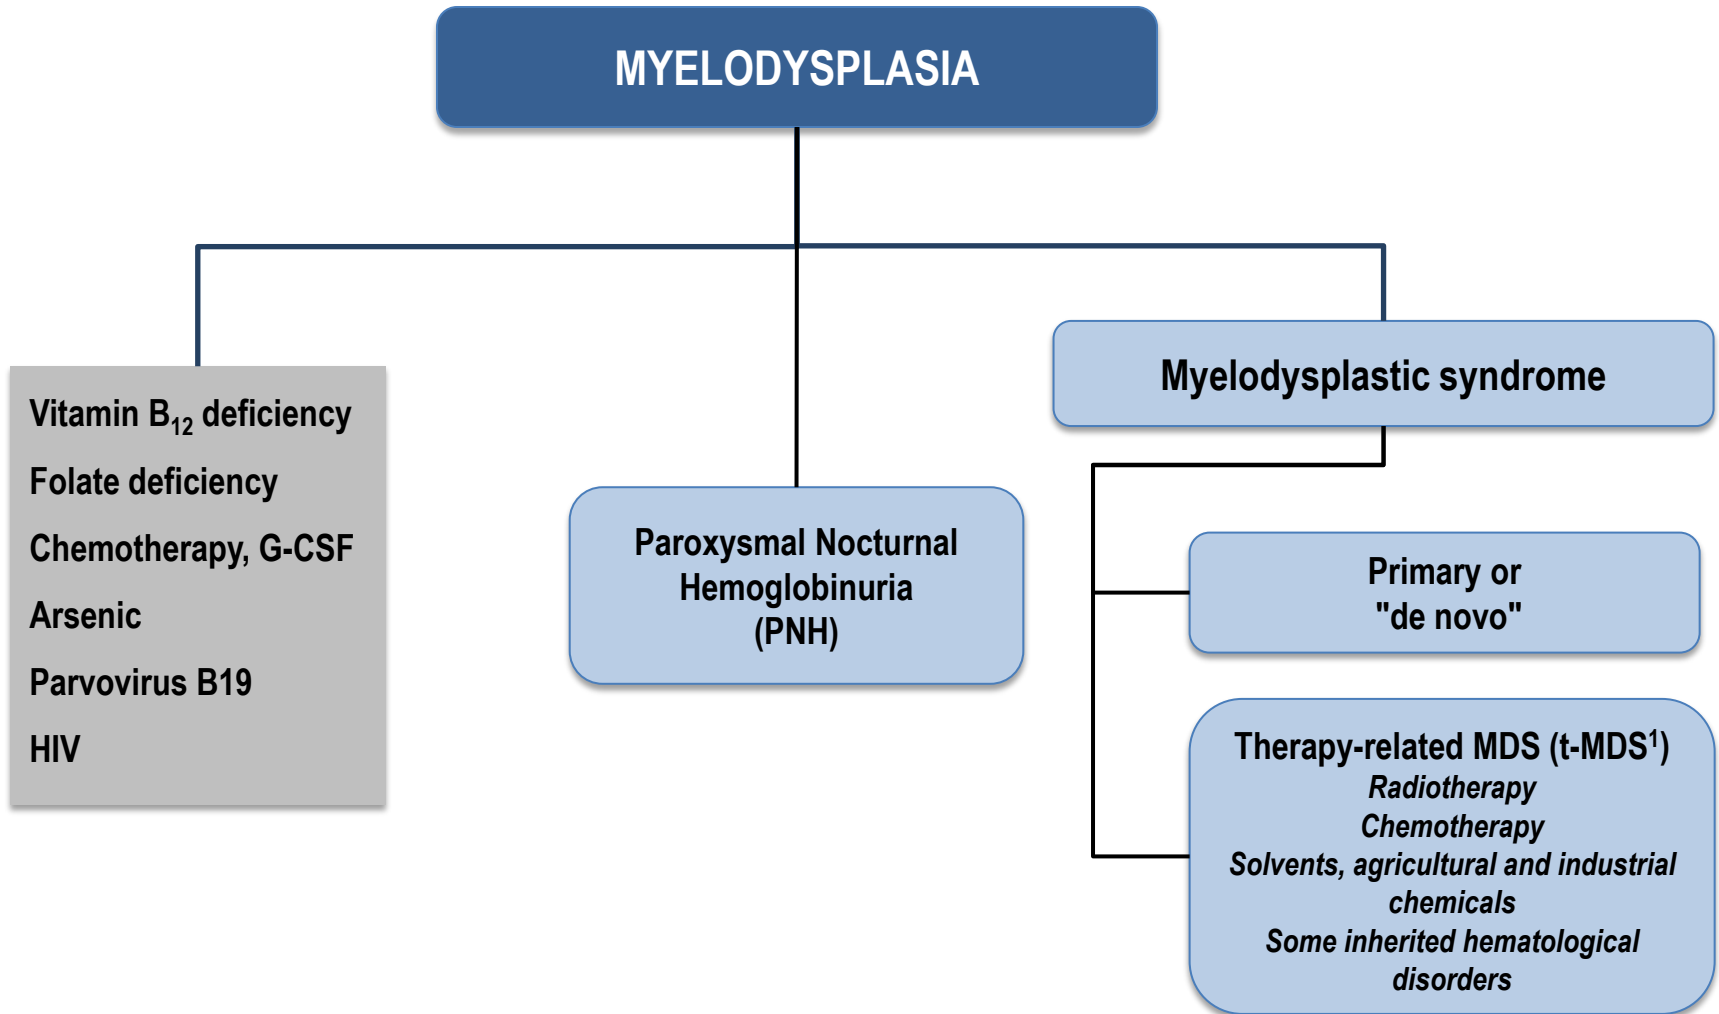 MYELODYSPLASIA
Vitamin B12 deficiency
Folate deficiency
Chemotherapy, G-CSF
Arsenic
Parvovirus B19
HIV
Paroxysmal Nocturnal
Hemoglobinuria
(PNH)
Myelodysplastic syndrome
Primary or
"de novo"
Therapy-related MDS (t-MDS1)
Radiotherapy
Chemotherapy
Solvents, agricultural and industrial
chemicals
Some inherited hematological
disorders